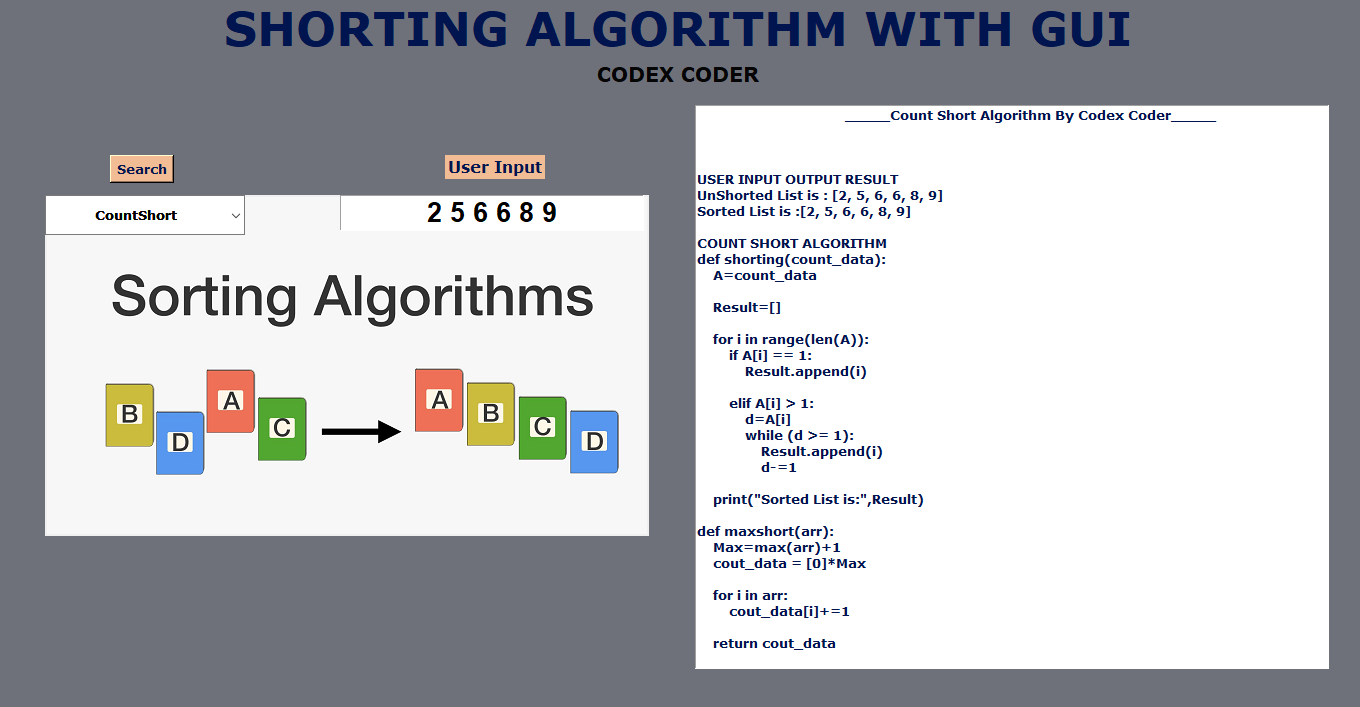 SHORTING ALGORITHM WITH GUI
CODEX CODER
Search
User Input
CountShort
2 5 6 6 8 9
Sorting Algorithms
B
D
A
C
A
B
C
D
_____Count Short Algorithm By Codex Coder_____
USER INPUT OUTPUT RESULT
UnShorted List is : [2, 5, 6, 6, 8, 9]
Sorted List is :[2, 5, 6, 6, 8, 9]
COUNT SHORT ALGORITHM
def shorting(count_data):
    A=count_data
    Result=[]
    for i in range(len(A)):
        if A[i] == 1:
            Result.append(i)
        elif A[i] > 1:
            d=A[i]
            while (d >= 1):
                Result.append(i)
                d-=1
    print("Sorted List is:",Result)
def maxshort(arr):
    Max=max(arr)+1
    cout_data = [0]*Max
    for i in arr:
        cout_data[i]+=1
    return cout_data